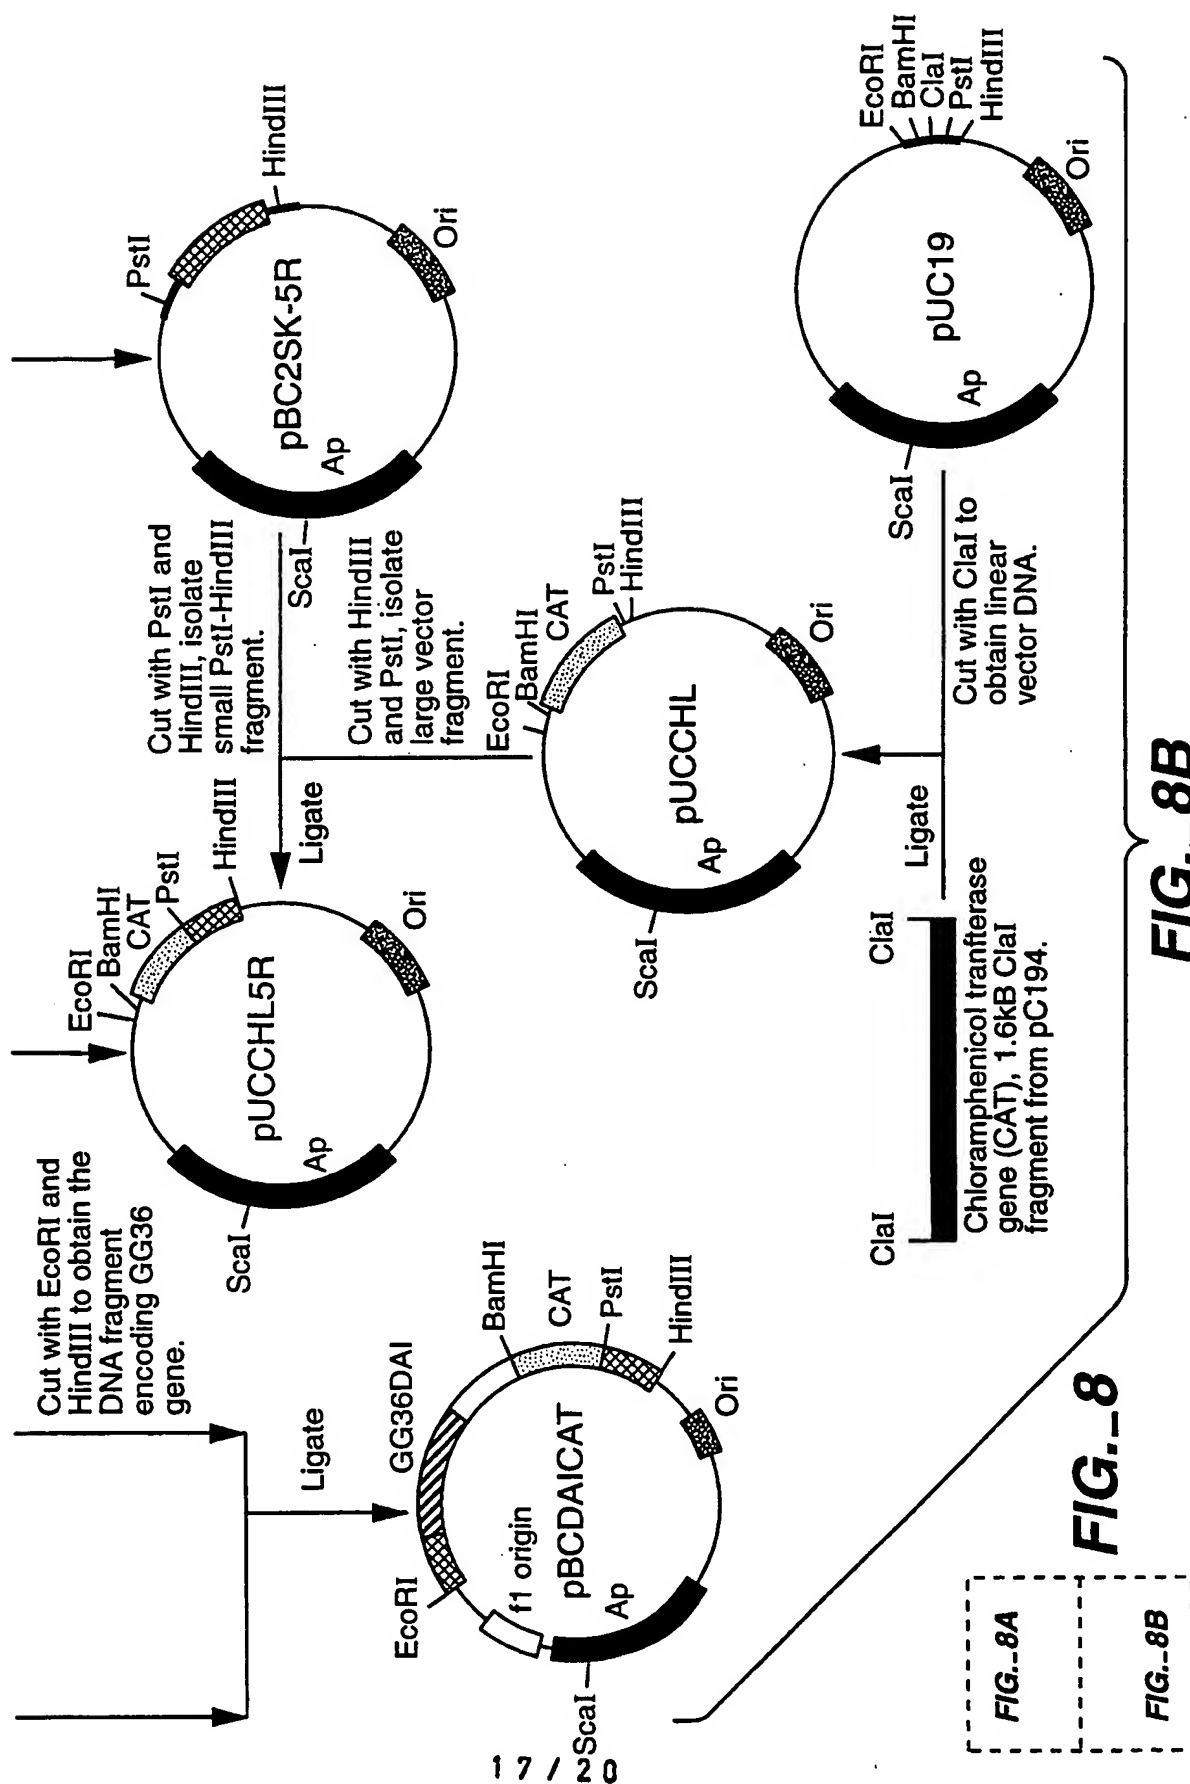 Cut with EcoRI and
HindIII to obtain the
DNA fragment
encoding GG36
gene.
Ligate
EcoRI
f1 origin
GG36DAI
BamHI
CAT
PstI
HindIII
Ori
pBCDAICAT
Ap
ScaI
EcoRI
BamHI
CAT
PstI
HindIII
pUCCHL5R
Ori
Ap
ScaI
Ligate
Cut with PstI and
HindIII, isolate
small PstI-HindIII
fragment.
Cut with HindIII
and PstI, isolate
large vector
fragment.
PstI
HindIII
pBC2SK-5R
Ori
Ap
ScaI
EcoRI
BamHI
CAT
PstI
HindIII
pUCCHL
Ori
Ap
ScaI
Ligate
ClaI
ClaI
Chloramphenicol tranfterase
gene (CAT), 1.6kB ClaI
fragment from pC194.
Cut with ClaI to
obtain linear
vector DNA.
EcoRI
BamHI
ClaI
PstI
HindIII
pUC19
Ori
Ap
ScaI
FIG._8A
FIG._8B
FIG._8
FIG._8B
17 / 20